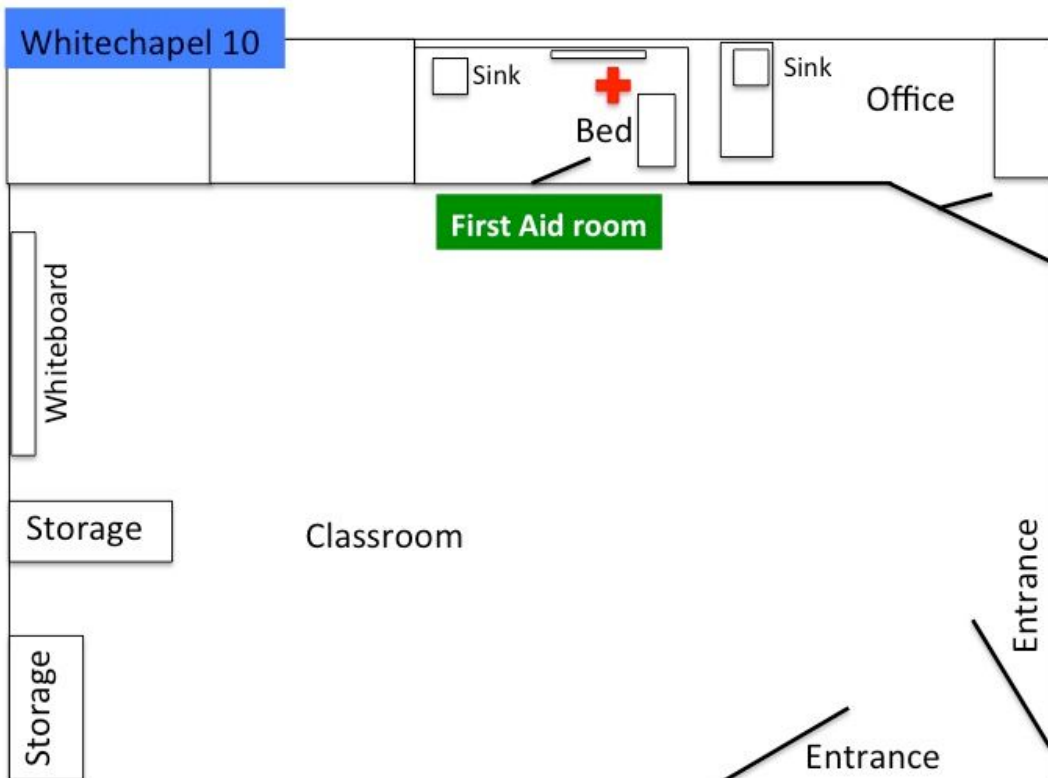 Whitechapel 10
Sink
Sink
Office
Bed
First Aid room
Whiteboard
Storage
Classroom
Entrance
Storage
Entrance